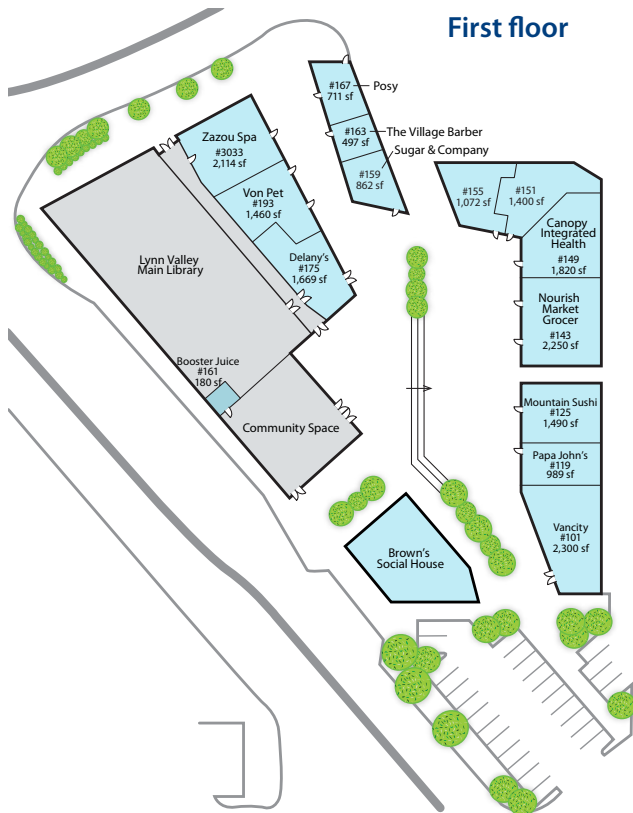 First floor
#167
711 sf
Posy
#163
497 sf
The Village Barber
Sugar & Company
#159
862 sf
Zazou Spa
#3033
2,114 sf
Von Pet
#193
1,460 sf
Delany's
#175
1,669 sf
Lynn Valley
Main Library
Booster Juice
#161
180 sf
Community Space
#155
1,072 sf
#151
1,400 sf
Canopy
Integrated
Health
#149
1,820 sf
Nourish
Market
Grocer
#143
2,250 sf
Mountain Sushi
#125
1,490 sf
Papa John's
#119
989 sf
Vancity
#101
2,300 sf
Brown's
Social House